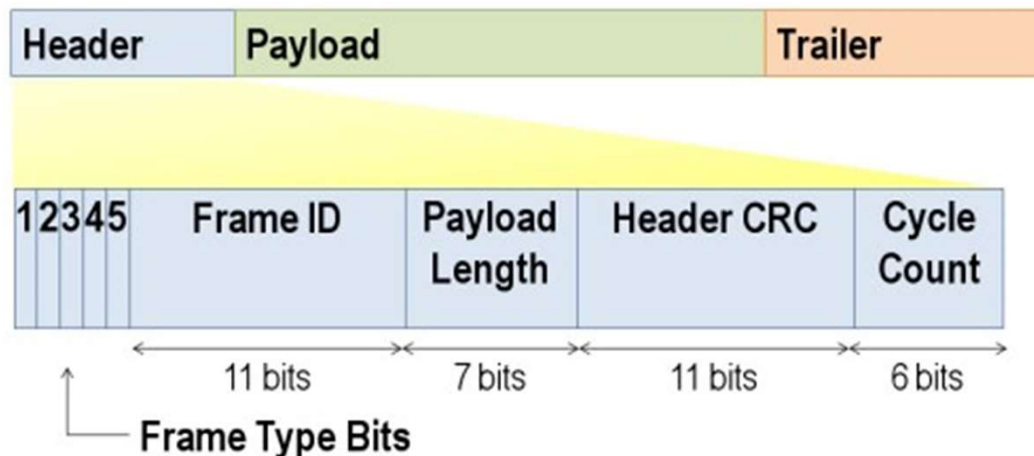 Header Payload Trailer
1 2 3 4 5 Frame ID Payload Length Header CRC Cycle Count
11 bits 7 bits 11 bits 6 bits
Frame Type Bits